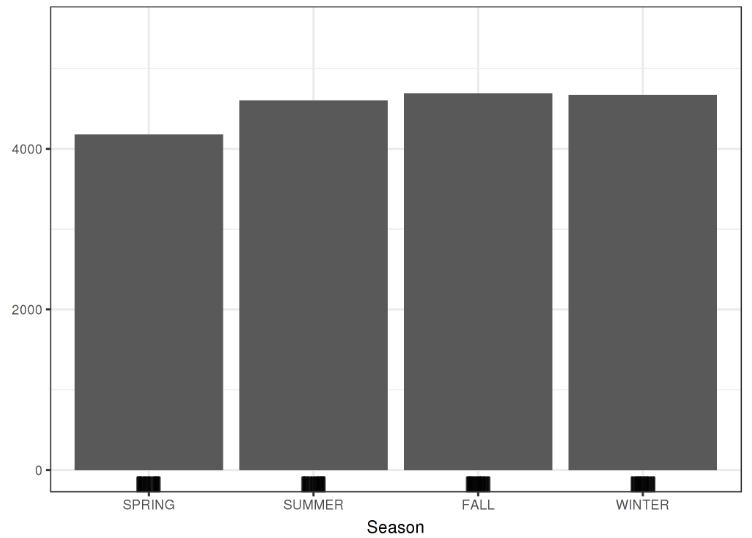 4000
2000
0
SPRING SUMMER FALL WINTER
Season